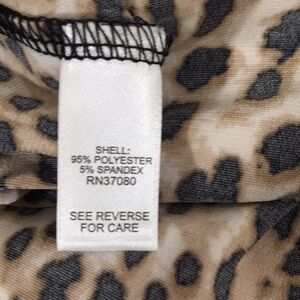 SHELL:
95% POLYESTER
5% SPANDEX
RN37080
SEE REVERSE
FOR CARE